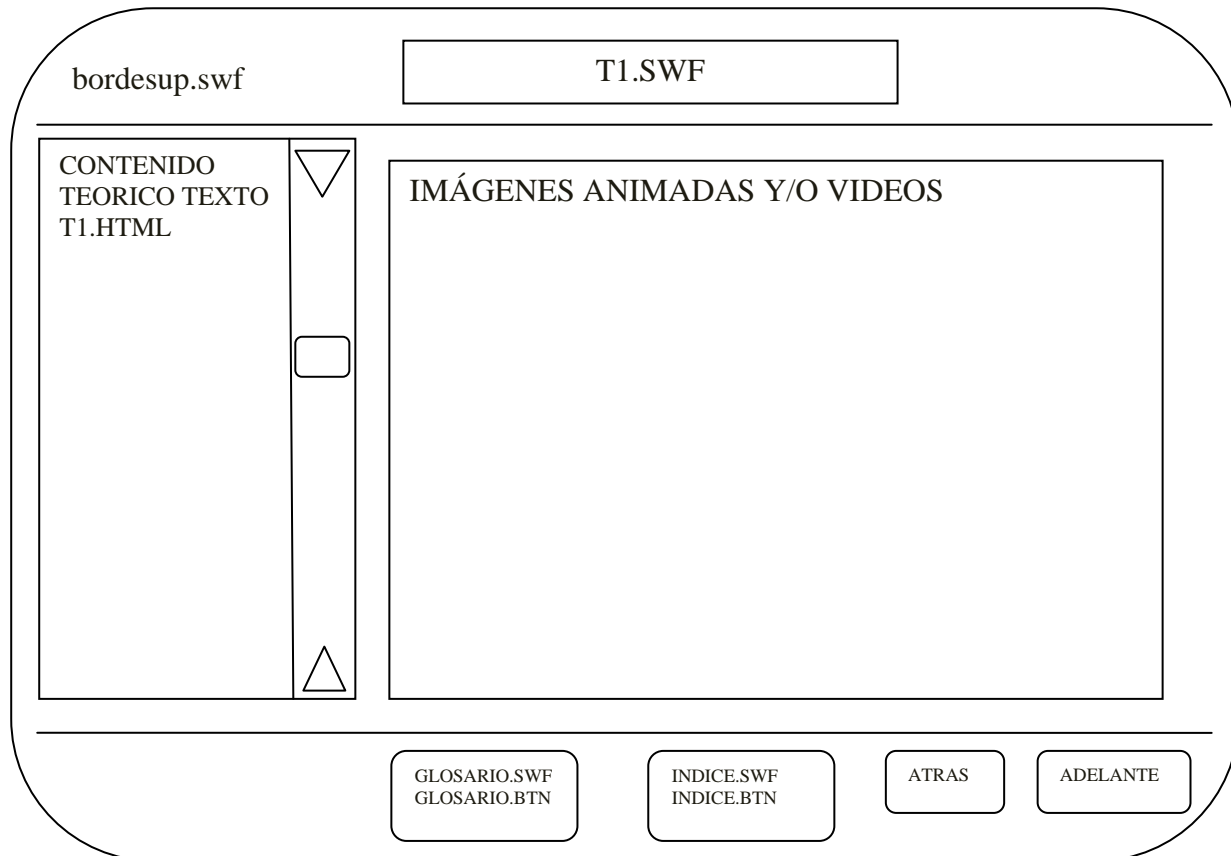 bordesup.swf
T1.SWF
CONTENIDO
TEORICO TEXTO
T1.HTML
IMÁGENES ANIMADAS Y/O VIDEOS
GLOSARIO.SWF
GLOSARIO.BTN
INDICE.SWF
INDICE.BTN
ATRAS
ADELANTE